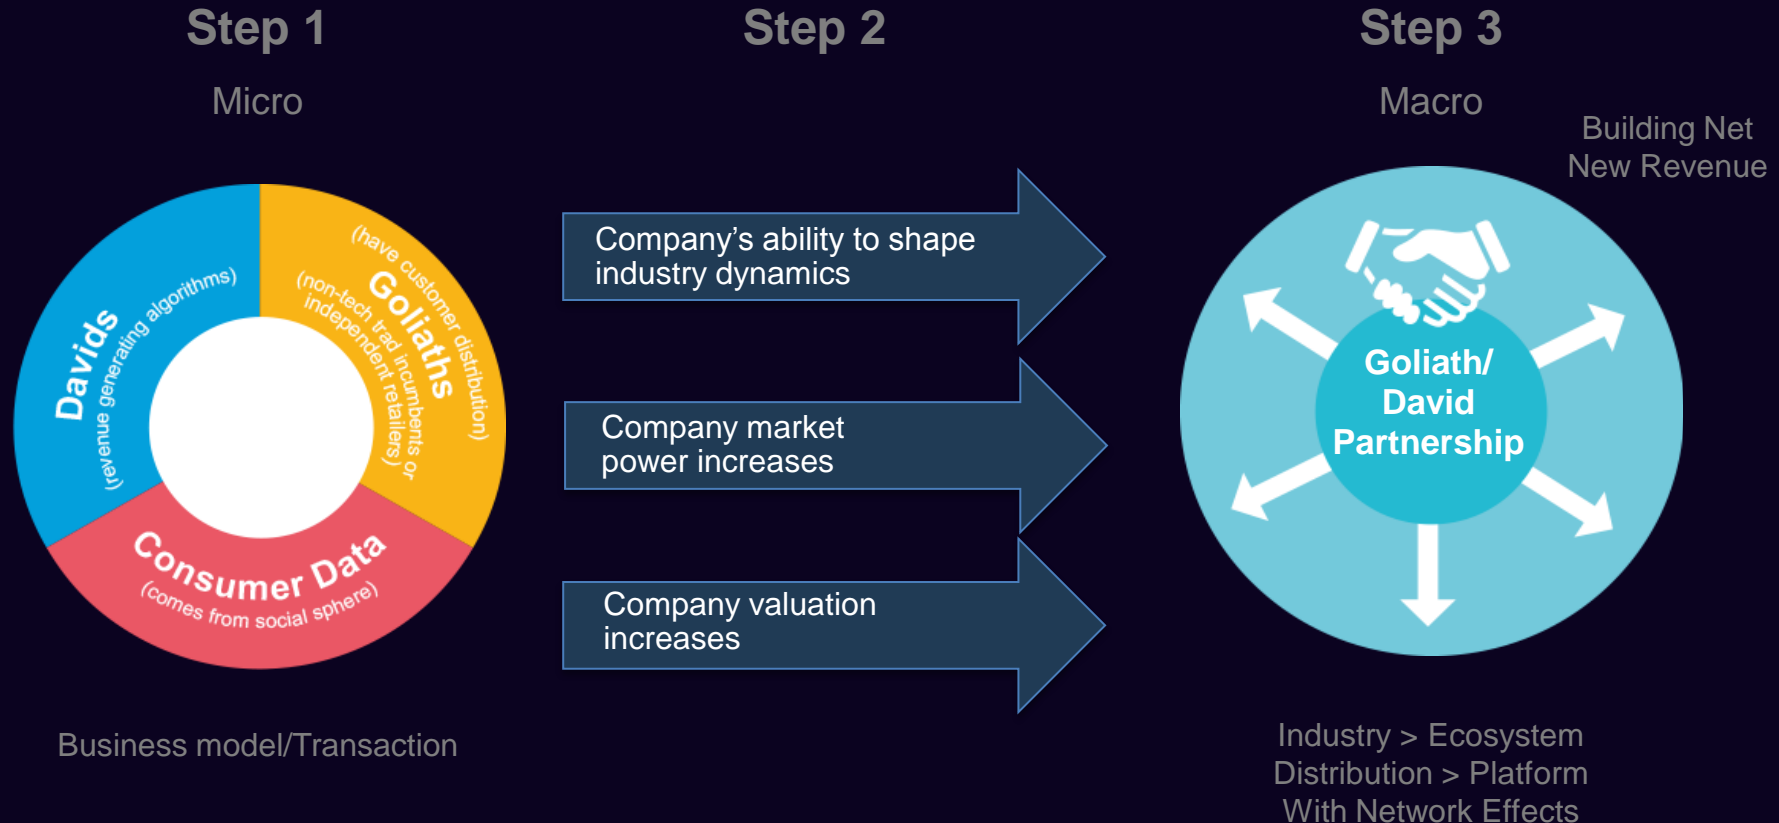 Step 1
Micro
Davids
(revenue generating algorithms)
(have customer distribution)
Goliaths
(non-tech trad incumbents or
independent retailers)
Consumer Data
(comes from social sphere)
Business model/Transaction
Step 2
Company’s ability to shape
industry dynamics
Company market
power increases
Company valuation
increases
Step 3
Macro
Building Net
New Revenue
Goliath/
David
Partnership
Industry > Ecosystem
Distribution > Platform
With Network Effects